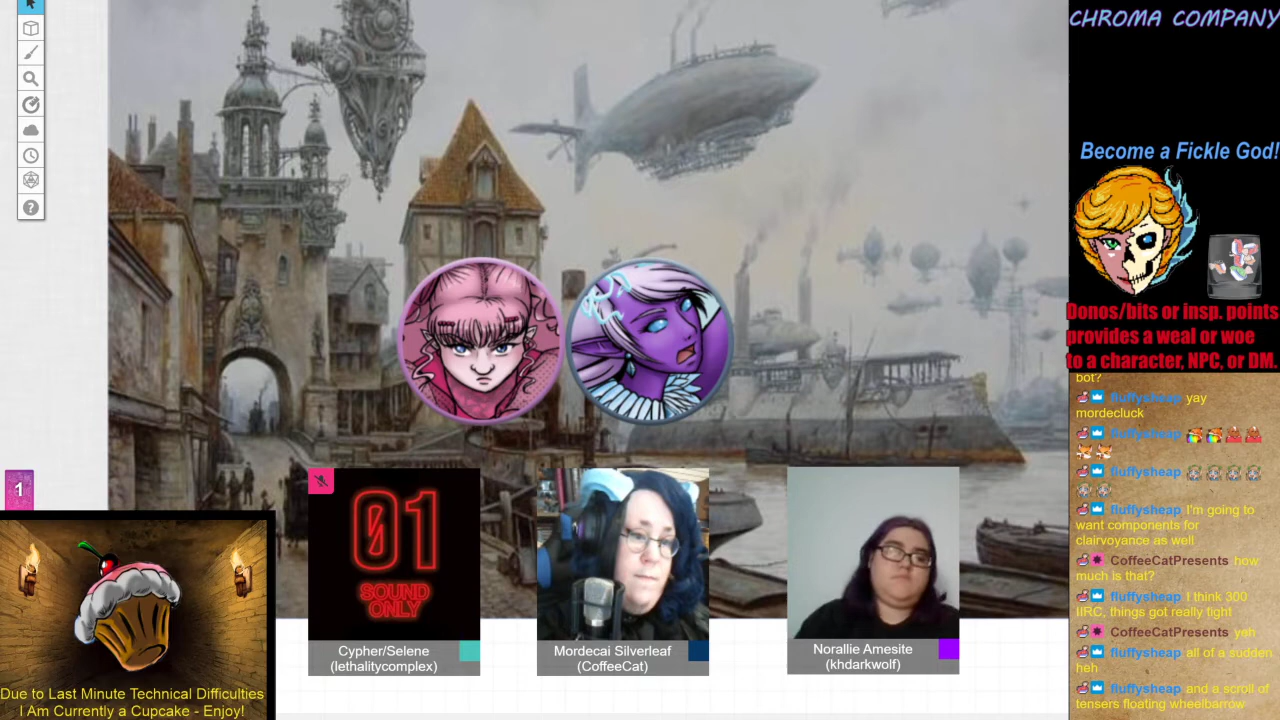 CHROMA COMPANY
Become a Fickle God!
Donos/bits or insp. points
provides a weal or woe
to a character, NPC, or DM.
bot?
fluffysheap yay
mordecluck
fluffysheap
fluffysheap
fluffysheap I'm going to
want components for
clairvoyance as well
CoffeeCatPresents how
much is that?
fluffysheap I think 300
IIRC, things got really fight
CoffeeCatPresents yeh
fluffysheap all of a sudden
heh
fluffysheap and a scroll of
tensers floating wheelbarrow
1
01
SOUND
ONLY
Cypher/Selene
(lethalitycomplex)
Mordecai Silverleaf
(CoffeeCat)
Norallie Amesite
(khdarkwolf)
Due to Last Minute Technical Difficulties
I Am Currently a Cupcake - Enjoy!